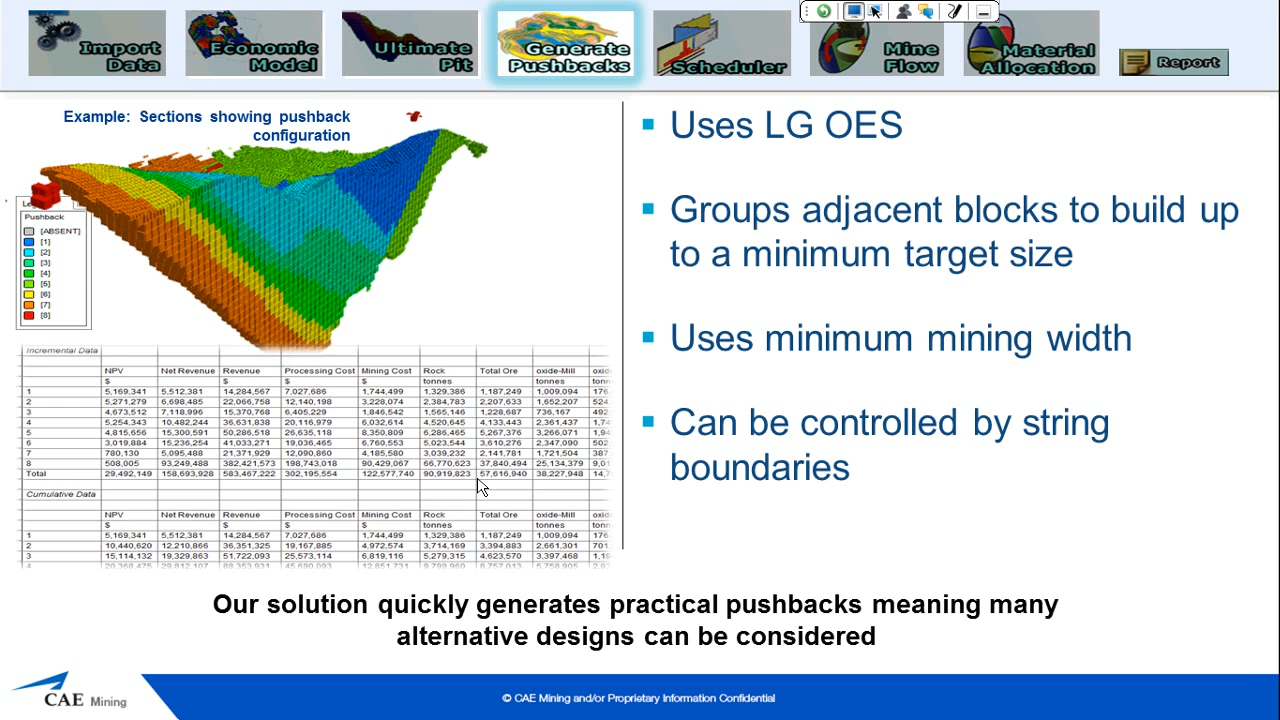 Import
Data
Economic
Model
Ultimate
Pit
Generate
Pushbacks
Scheduler
Mine
Flow
Material
Allocation
Report
Example: Sections showing pushback
configuration
Pushback
[ABSENT]
[1]
[2]
[3]
[4]
[5]
[6]
[7]
[8]
Incremental Data
NPV Net Revenue Revenue Processing Cost Mining Cost Rock Total Ore oxide-Mill
$ $ $ $ tonnes tonnes
1 5,169,341 5,512,381 14,284,567 7,027,686 1,744,499 1,329,386 1,187,249 1,009,094 176
2 5,271,279 6,698,485 22,066,758 12,140,198 3,228,074 2,384,783 2,207,633 1,652,207 524
3 4,673,512 7,118,996 15,370,768 6,405,229 1,846,542 1,565,146 1,228,687 736,167 492
4 5,254,343 10,482,244 36,631,838 20,116,979 6,032,614 4,520,645 4,133,443 2,361,437
5 4,815,656 15,300,591 50,286,518 26,635,118 8,350,809 6,286,465 5,267,376 3,266,071
6 3,019,884 15,236,254 41,033,271 19,036,465 6,760,553 5,023,544 3,610,276 2,347,090 502
7 780,130 5,095,488 21,371,929 12,090,860 4,185,580 3,039,232 2,141,781 1,721,504 387
8 508,005 93,249,488 382,421,573 198,743,018 90,429,067 66,770,623 37,840,494 25,134,379
Total 29,492,149 158,693,928 583,467,222 302,195,554 122,577,740 90,919,823 57,616,940 38,227,948
Cumulative Data
NPV Net Revenue Revenue Processing Cost Mining Cost Rock Total Ore oxide-Mill
$ $ $ $ tonnes tonnes
1 5,169,341 5,512,381 14,284,567 7,027,686 1,744,499 1,329,386 1,187,249 1,009,094 176
2 10,440,620 12,210,866 36,351,325 19,167,885 4,972,574 3,714,169 3,394,883 2,661,301 701
3 15,114,132 19,329,863 51,722,093 25,573,114 6,819,116 5,279,315 4,623,570 3,397,468
Uses LG OES
Groups adjacent blocks to build up
to a minimum target size
Uses minimum mining width
Can be controlled by string
boundaries
Our solution quickly generates practical pushbacks meaning many
alternative designs can be considered
CAE Mining
© CAE Mining and/or Proprietary Information Confidential